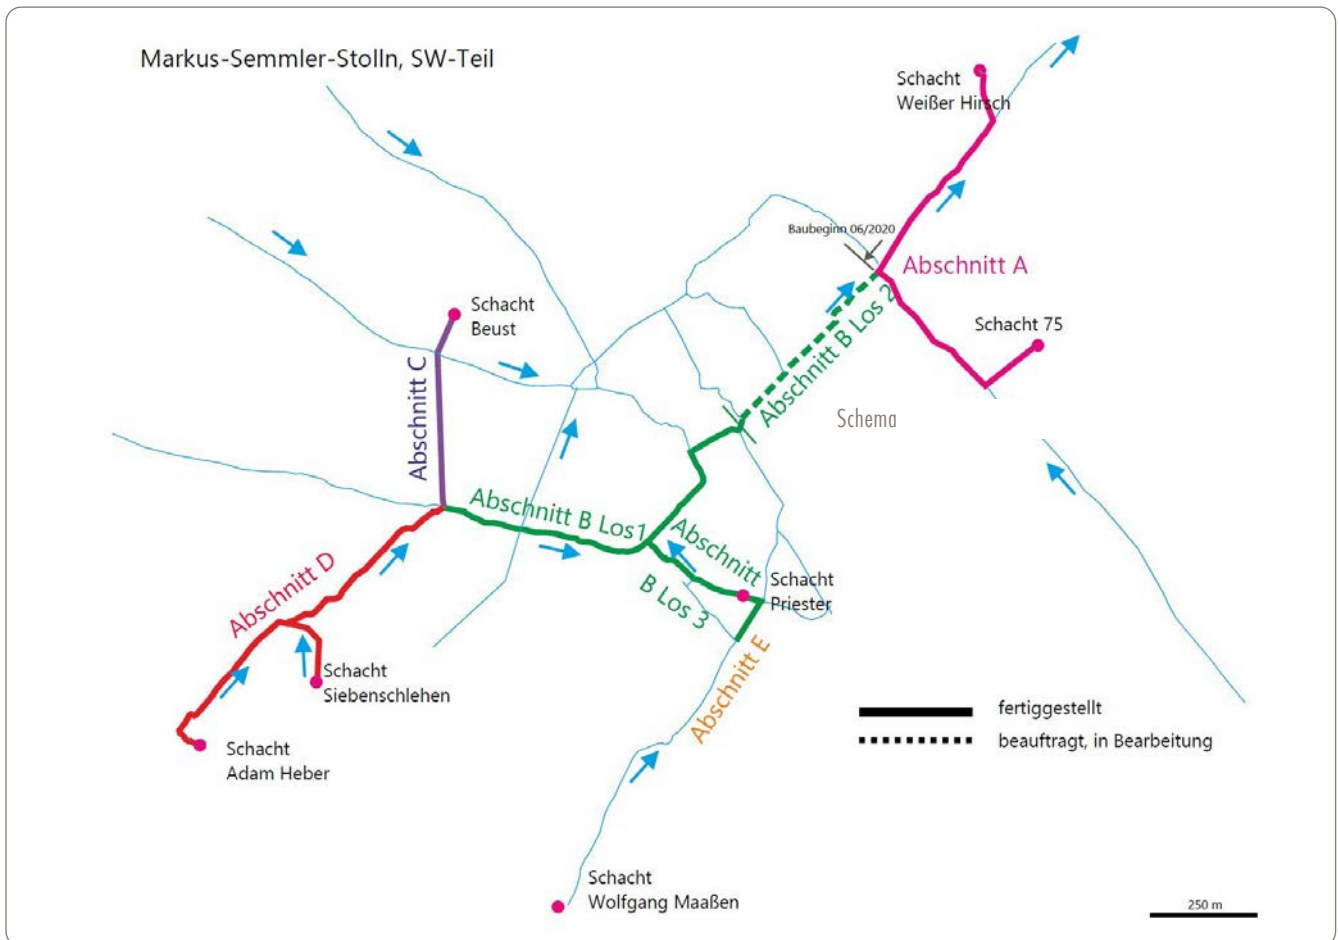 Markus-Semmler-Stolln, SW-Teil
Schacht
Weißer Hirsch
Baubeginn 06/2020
Abschnitt A
Schacht
Beust
Schacht 75
Abschnitt B Los 2
Abschnitt C
Schema
Abschnitt B Los1
Abschnitt
B Los 3
Abschnitt D
Schacht
Priester
Schacht
Siebenschlehen
Abschnitt E
Schacht
Adam Heber
fertiggestellt
beauftragt, in Bearbeitung
Schacht
Wolfgang Maaßen
250 m